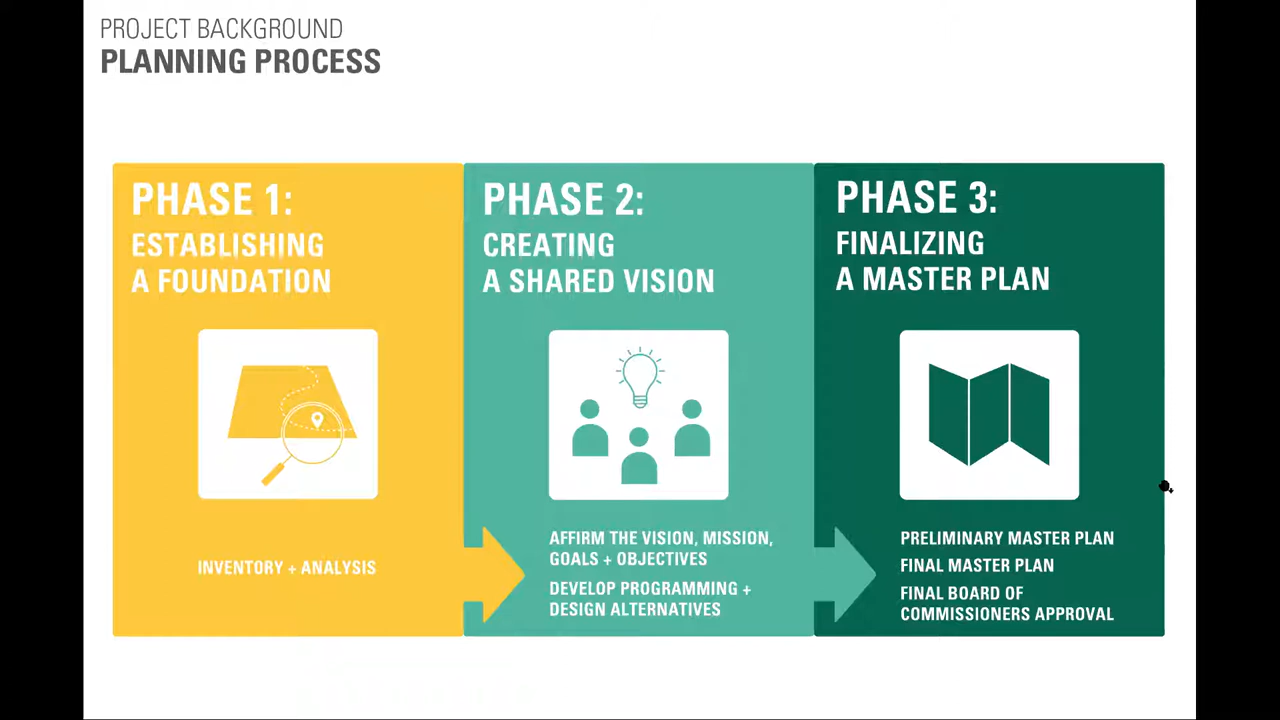 PROJECT BACKGROUND
PLANNING PROCESS
PHASE 1:
ESTABLISHING
A FOUNDATION
INVENTORY + ANALYSIS
PHASE 2:
CREATING
A SHARED VISION
AFFIRM THE VISION, MISSION,
GOALS + OBJECTIVES
DEVELOP PROGRAMMING +
DESIGN ALTERNATIVES
PHASE 3:
FINALIZING
A MASTER PLAN
PRELIMINARY MASTER PLAN
FINAL MASTER PLAN
FINAL BOARD OF
COMMISSIONERS APPROVAL